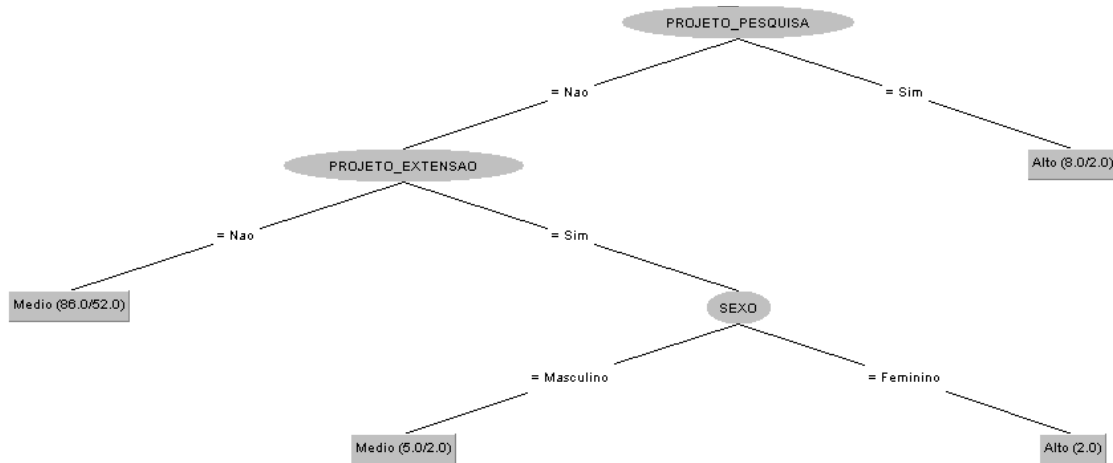 PROJETO_PESQUISA
= Nao
= Sim
PROJETO_EXTENSAO
Alto (8.0/2.0)
= Nao
= Sim
Medio (86.0/52.0)
SEXO
= Masculino
= Feminino
Medio (5.0/2.0)
Alto (2.0)